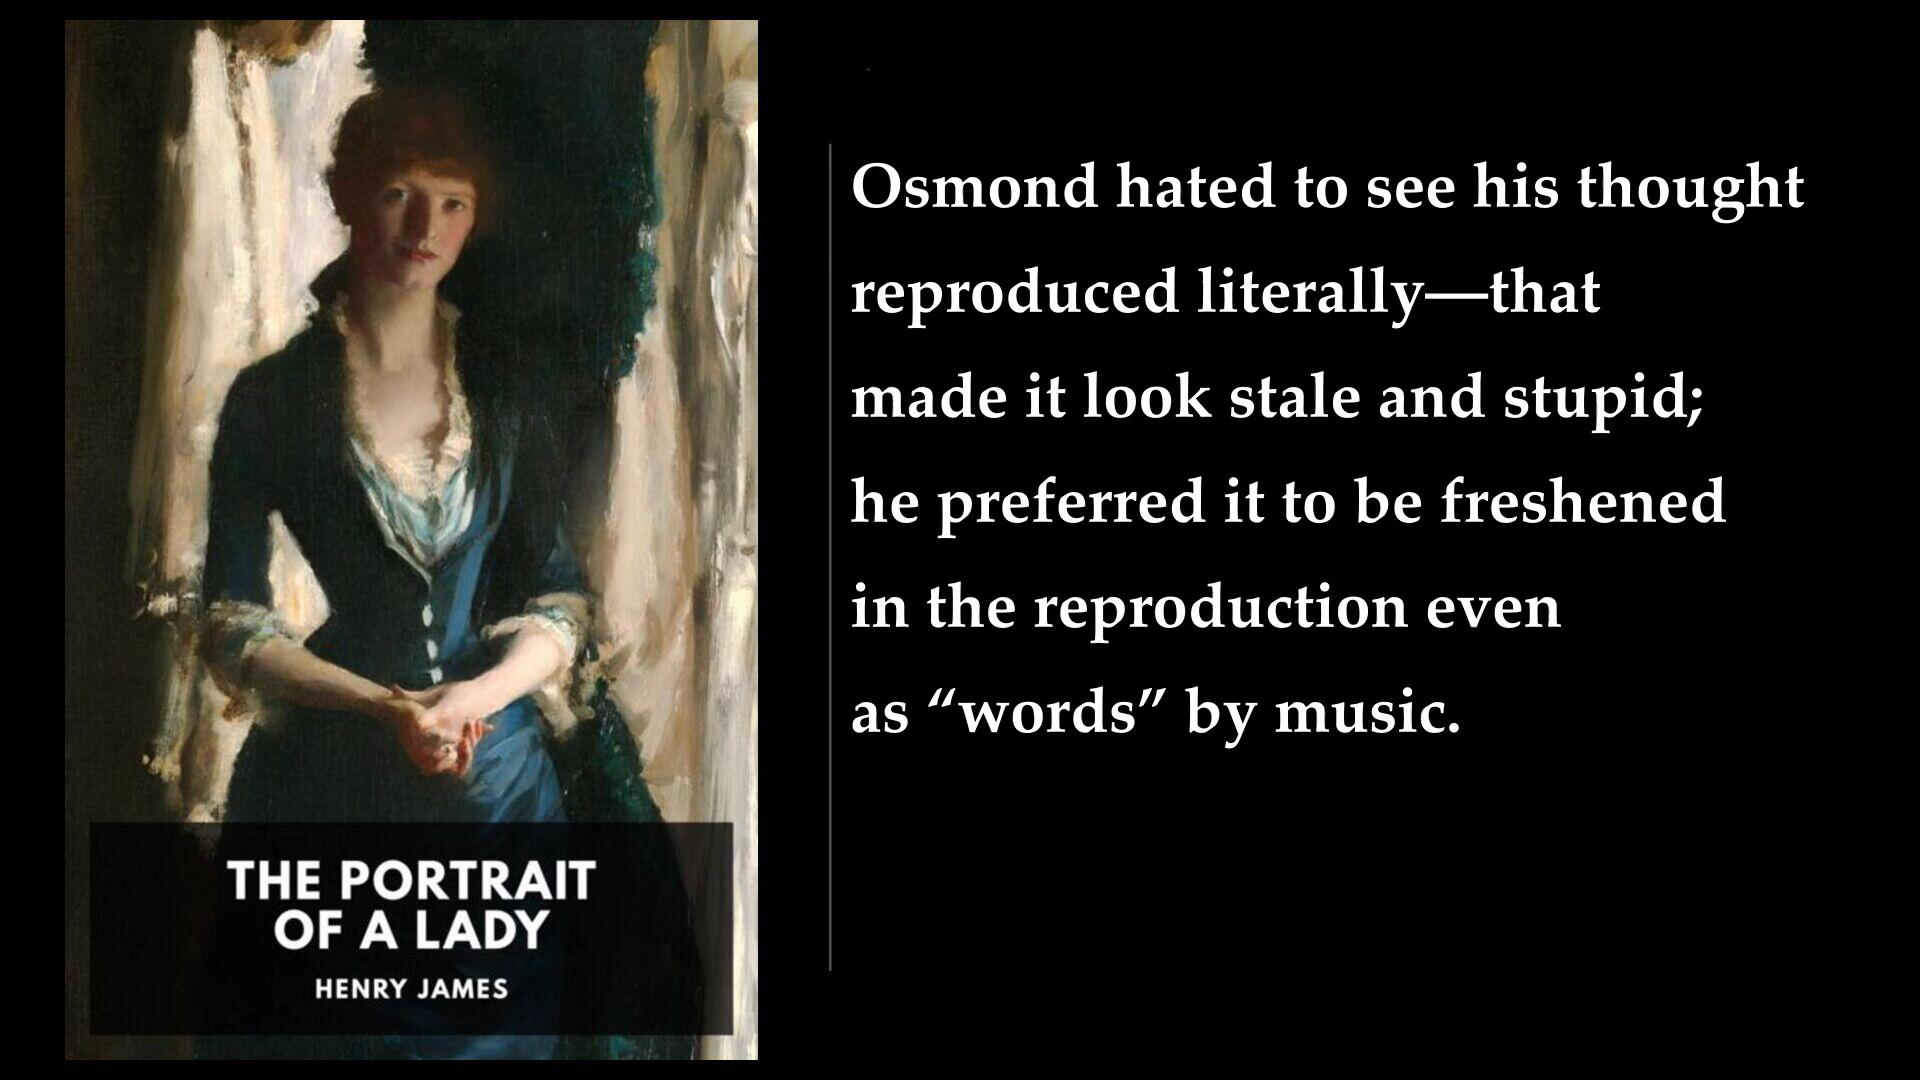 THE PORTRAIT
OF A LADY
HENRY JAMES
Osmond hated to see his thought
reproduced literally—that
made it look stale and stupid;
he preferred it to be freshened
in the reproduction even
as “words” by music.